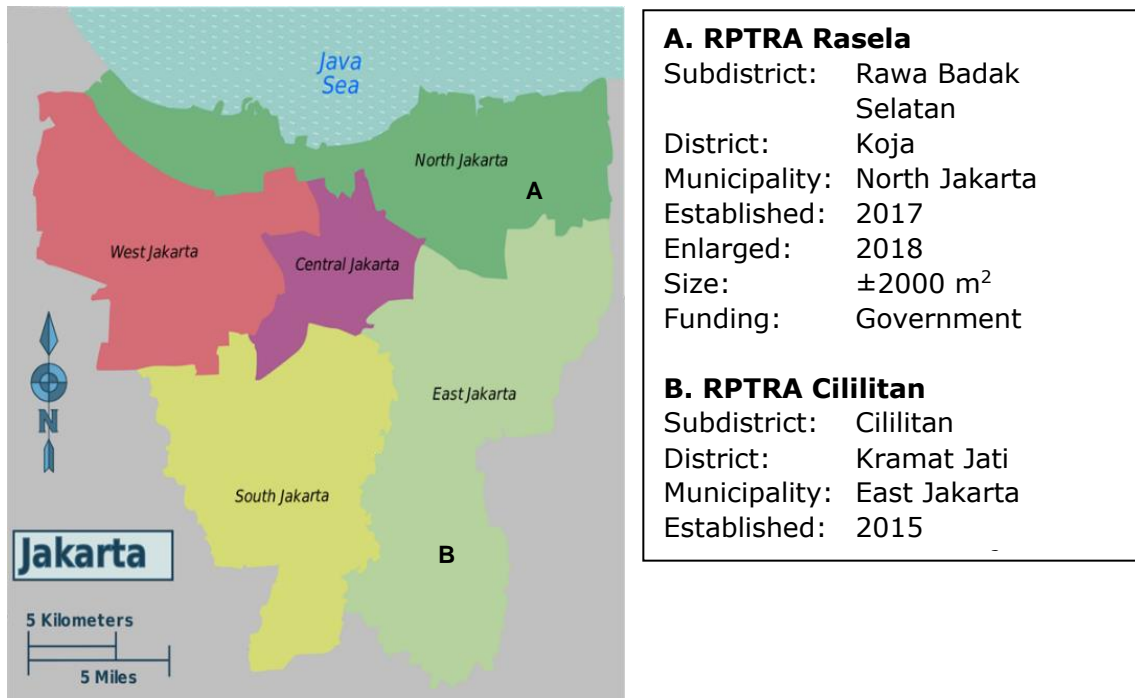 Java
Sea
North Jakarta
A
West Jakarta
Central Jakarta
East Jakarta
N
South Jakarta
B
Jakarta
5 Kilometers
5 Miles
A. RPTRA Rasela
Subdistrict: Rawa Badak
Selatan
District: Koja
Municipality: North Jakarta
Established: 2017
Enlarged: 2018
Size: ±2000 m²
Funding: Government
B. RPTRA Cililitan
Subdistrict: Cililitan
District: Kramat Jati
Municipality: East Jakarta
Established: 2015